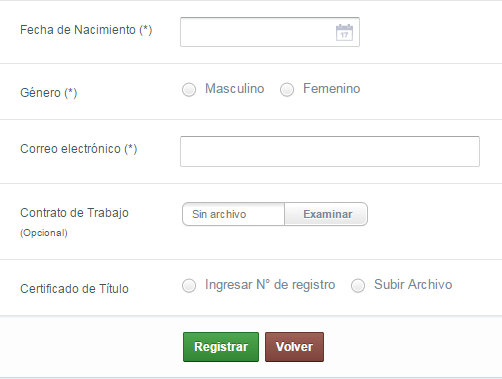 Fecha de Nacimiento (*)
17
Género (*) Masculino Femenino
Correo electrónico (*)
Contrato de Trabajo
(Opcional)
Sin archivo Examinar
Certificado de Título Ingresar N° de registro Subir Archivo
Registrar Volver